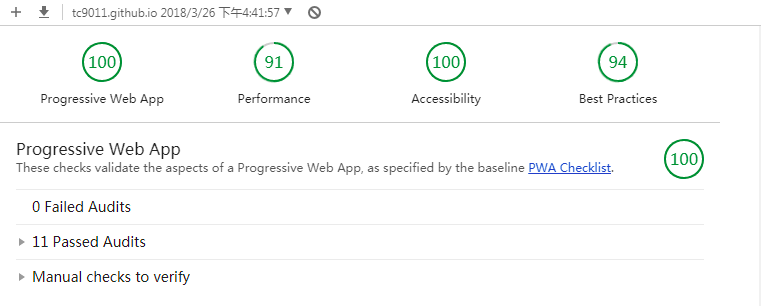 tc9011.github.io 2018/3/26 下午4:41:57 ▼
100 91 100 94
Progressive Web App Performance Accessibility Best Practices
Progressive Web App
These checks validate the aspects of a Progressive Web App, as specified by the baseline PWA Checklist.
100
0 Failed Audits
11 Passed Audits
Manual checks to verify